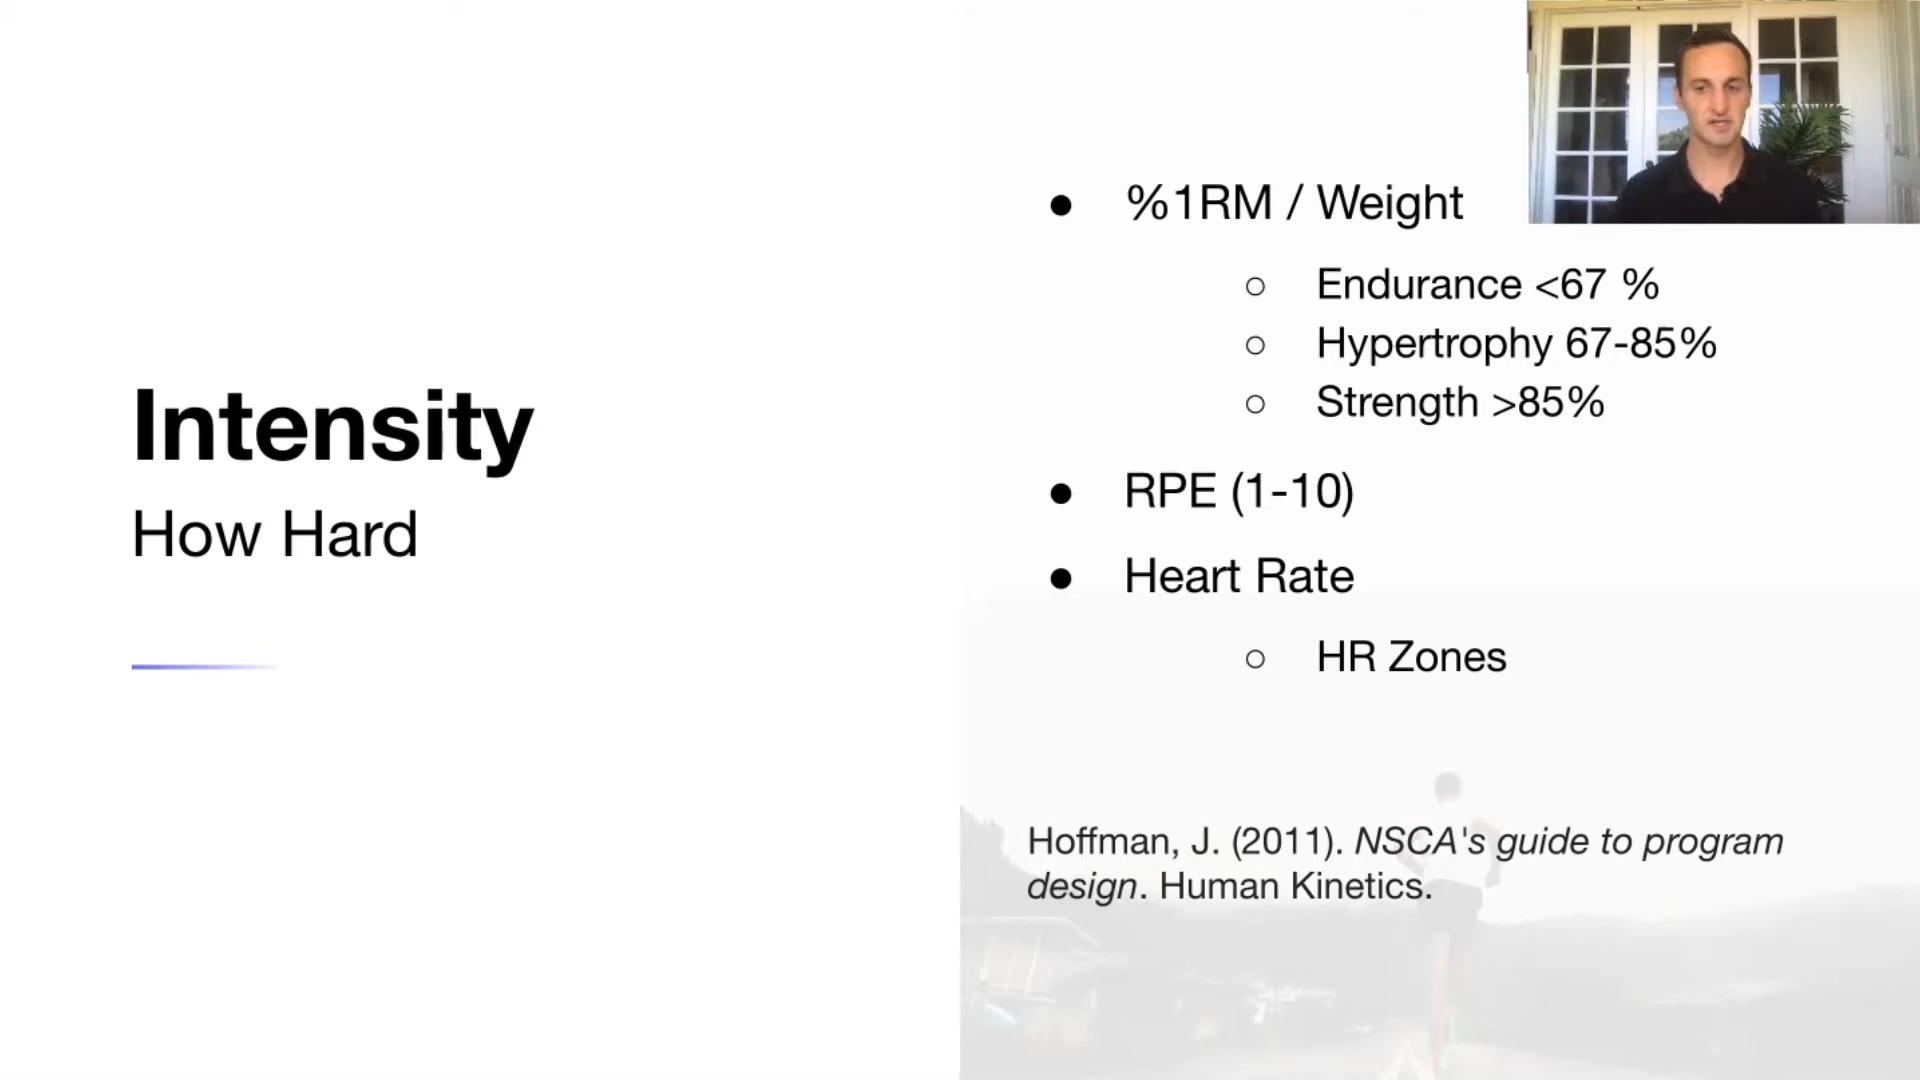 Intensity
How Hard
● %1RM / Weight
○ Endurance <67 %
○ Hypertrophy 67-85%
○ Strength >85%
● RPE (1-10)
● Heart Rate
○ HR Zones
Hoffman, J. (2011). NSCA's guide to program
design. Human Kinetics.